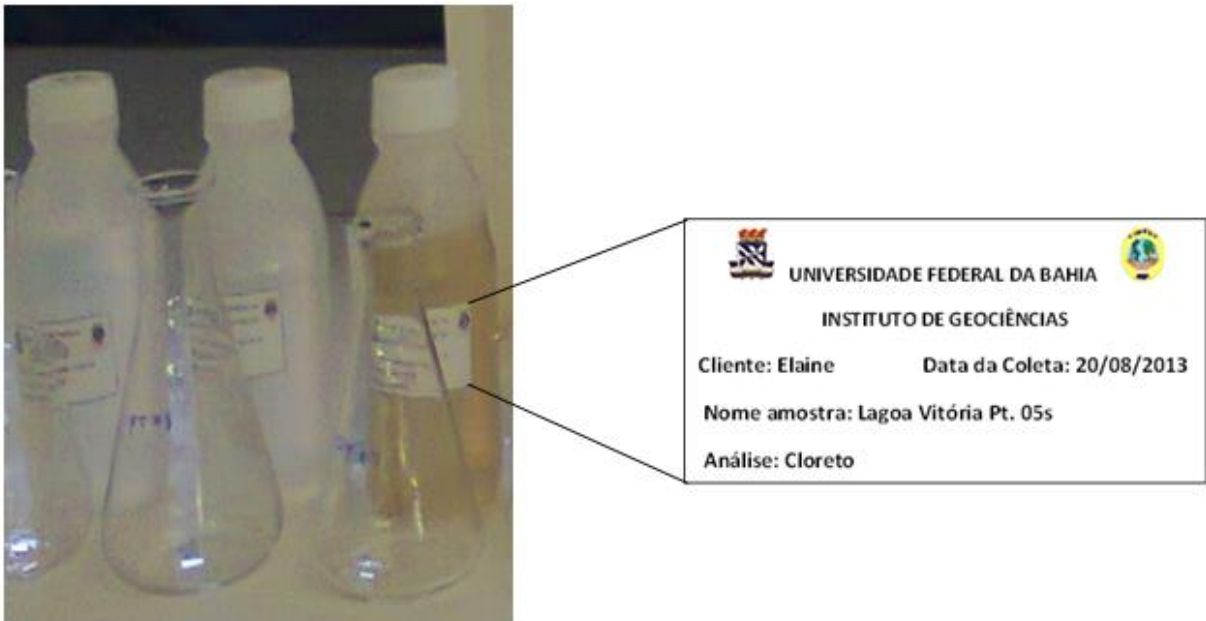 UNIVERSIDADE FEDERAL DA BAHIA
INSTITUTO DE GEOCIÊNCIAS
Cliente: Elaine Data da Coleta: 20/08/2013
Nome amostra: Lagoa Vitória Pt. 05s
Análise: Cloreto